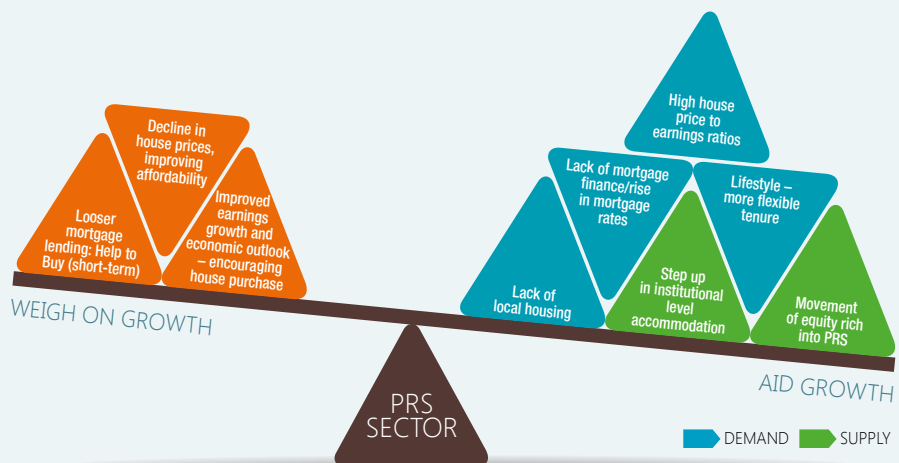 Decline in
house prices,
improving
affordability
Looser
mortgage
lending: Help to
Buy (short-term)
Improved
earnings
growth and
economic outlook
– encouraging
house purchase
WEIGH ON GROWTH
High house
price to
earnings ratios
Lack of mortgage
finance/rise
in mortgage
rates
Lifestyle –
more flexible
tenure
Lack of
local housing
Step up
in institutional
level
accommodation
Movement
of equity rich
into PRS
AID GROWTH
PRS
SECTOR
DEMAND
SUPPLY